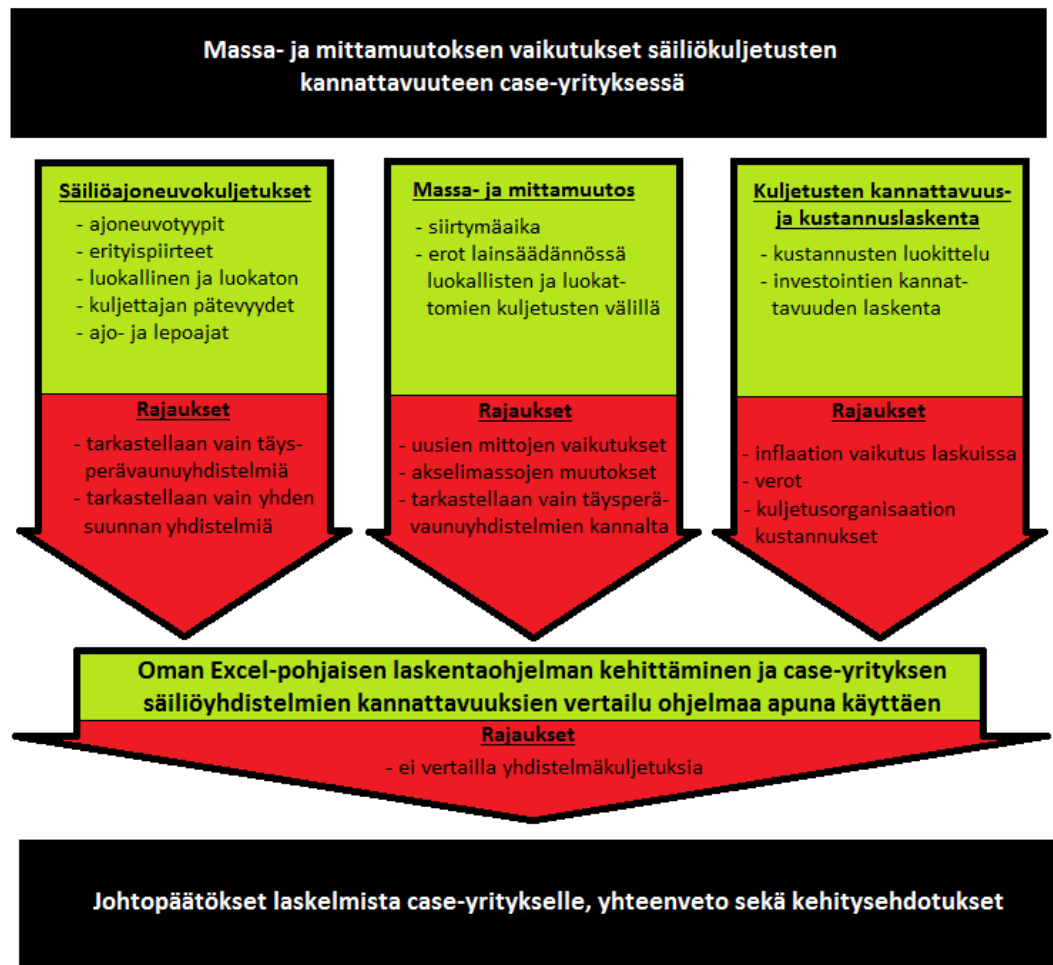 Massa- ja mittamuutoksen vaikutukset säiliökuljetusten
kannattavuuteen case-yrityksessä
Säiliöajoneuvokuljetukset
- ajoneuvotyypit
- erityispiirteet
- luokallinen ja luokaton
- kuljettajan pätevyydet
- ajo- ja lepoajat
Rajaukset
- tarkastellaan vain täys-
perävaunuyhdistelmiä
- tarkastellaan vain yhden
suunnan yhdistelmiä
Massa- ja mittamuutos
- siirtymäaika
- erot lainsäädännössä
luokallisten ja luokat-
tomien kuljetusten välillä
Rajaukset
- uusien mittojen vaikutukset
- akselimassojen muutokset
- tarkastellaan vain täysperä-
vaunuyhdistelmien kannalta
Kuljetusten kannattavuus-
ja kustannuslaskenta
- kustannusten luokittelu
- investointien kannat-
tavuuden laskenta
Rajaukset
- inflaation vaikutus laskuissa
- verot
- kuljetusorganisaation
kustannukset
Oman Excel-pohjaisen laskentaohjelman kehittäminen ja case-yrityksen
säiliöyhdistelmien kannattavuuksien vertailu ohjelmaa apuna käyttäen
Rajaukset
- ei vertailla yhdistelmäkuljetuksia
Johtopäätökset laskelmista case-yritykselle, yhteenveto sekä kehitysehdotukset